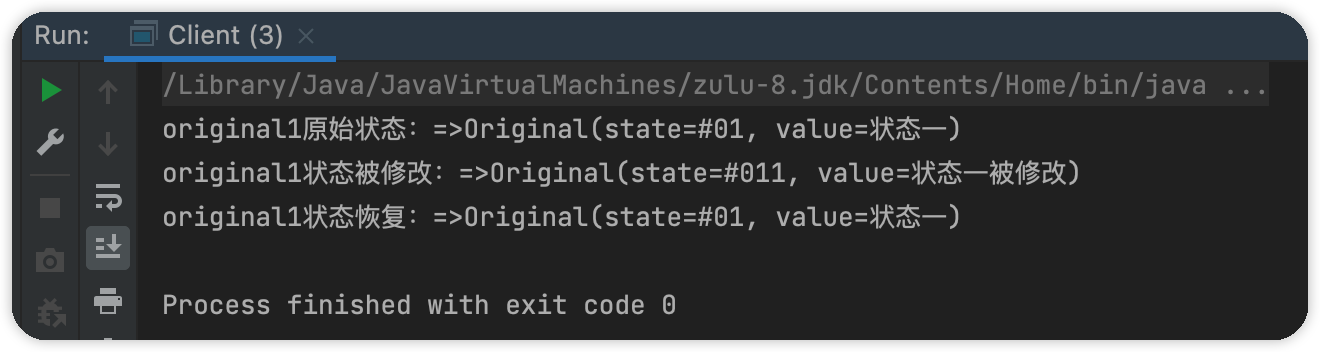 Run: Client (3)
/Library/Java/JavaVirtualMachines/zulu-8.jdk/Contents/Home/bin/java ...
original1原始状态：=>Original(state=#01, value=状态一)
original1状态被修改：=>Original(state=#011, value=状态一被修改)
original1状态恢复：=>Original(state=#01, value=状态一)
Process finished with exit code 0